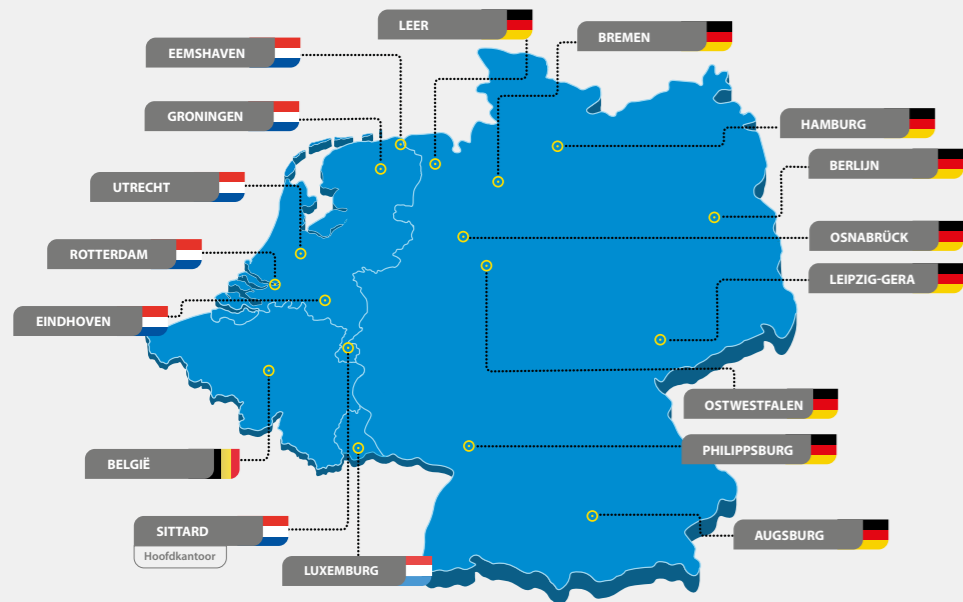 LEER
BREMEN
EEMSHAVEN
GRONINGEN
HAMBURG
BERLIJN
UTRECHT
OSNABRÜCK
ROTTERDAM
LEIPZIG-GERA
EINDHOVEN
OSTWESTFALEN
PHILIPPSBURG
BELGIË
SITTARD
Hoofdkantoor
AUGSBURG
LUXEMBURG